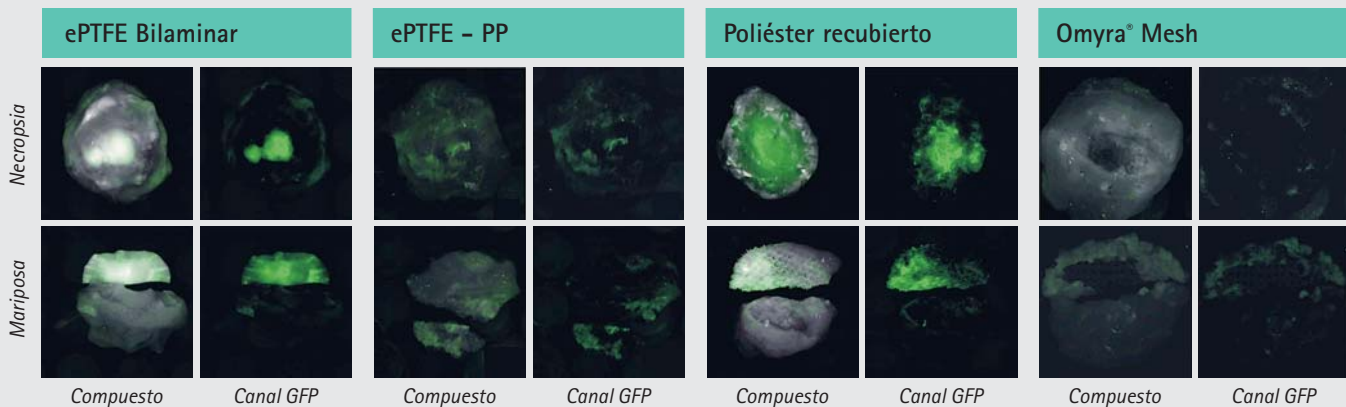 ePTFE Bilaminar
ePTFE - PP
Poliéster recubierto
Omyra® Mesh
Necropsia
Mariposa
Compuesto
Canal GFP
Compuesto
Canal GFP
Compuesto
Canal GFP
Compuesto
Canal GFP